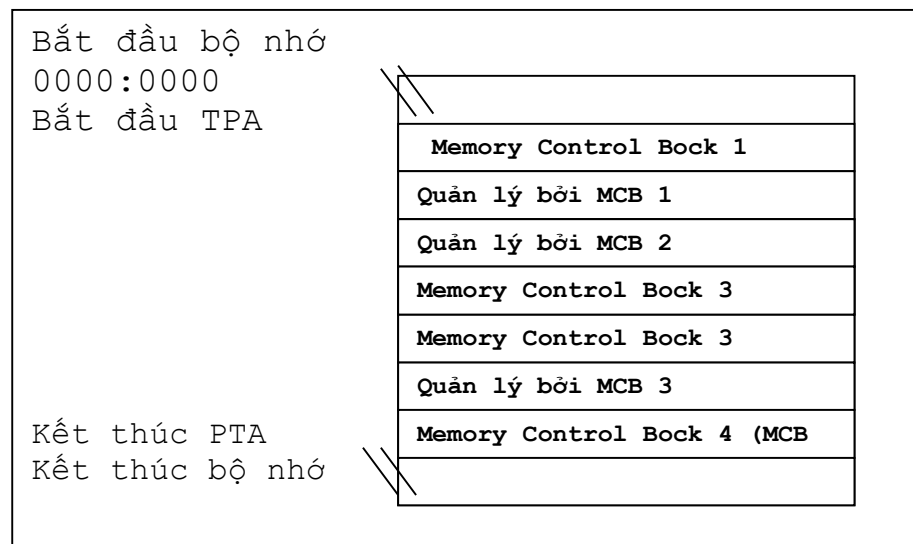 Bắt đầu bộ nhớ
0000:0000
Bắt đầu TPA
Memory Control Bock 1
Quản lý bởi MCB 1
Quản lý bởi MCB 2
Memory Control Bock 3
Memory Control Bock 3
Quản lý bởi MCB 3
Kết thúc PTA
Memory Control Bock 4 (MCB
Kết thúc bộ nhớ